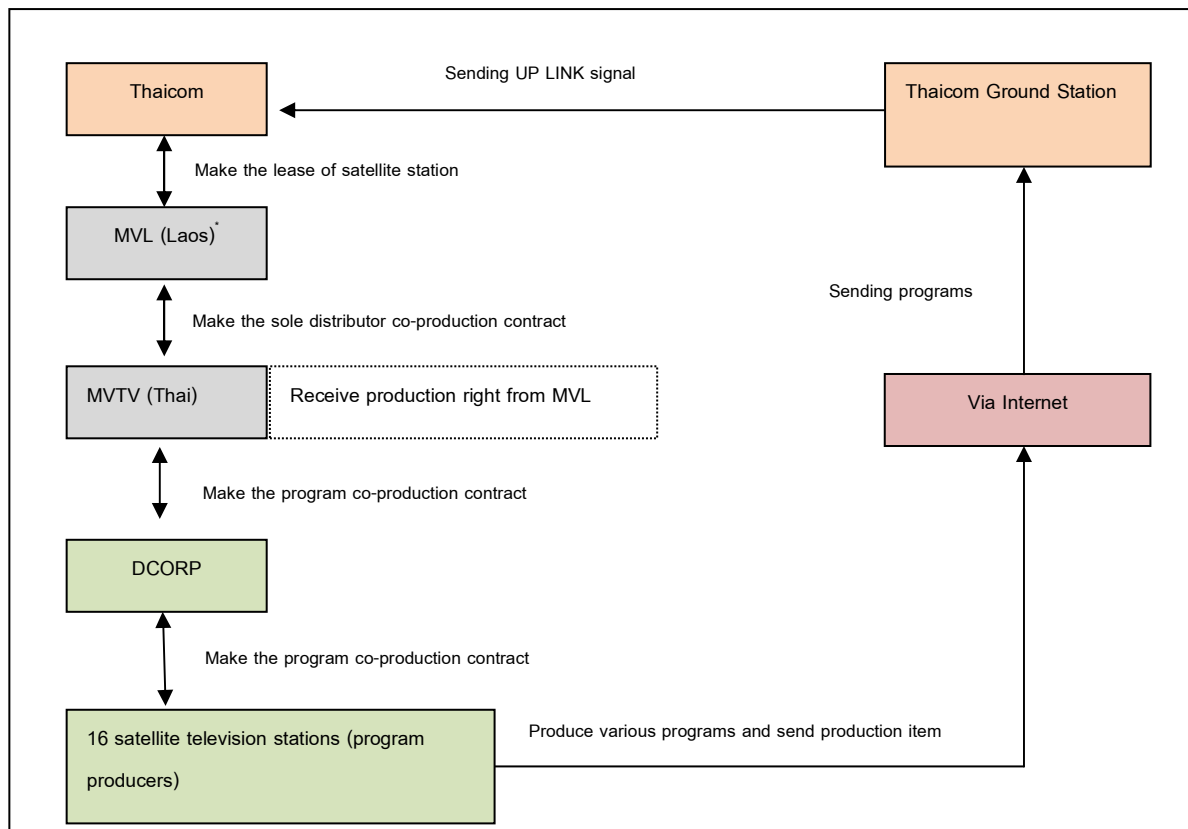 Sending UP LINK signal
Thaicom
Thaicom Ground Station
Make the lease of satellite station
MVL (Laos)*
Sending programs
Make the sole distributor co-production contract
MVTV (Thai)
Receive production right from MVL
Via Internet
Make the program co-production contract
DCORP
Make the program co-production contract
16 satellite television stations (program
producers)
Produce various programs and send production item